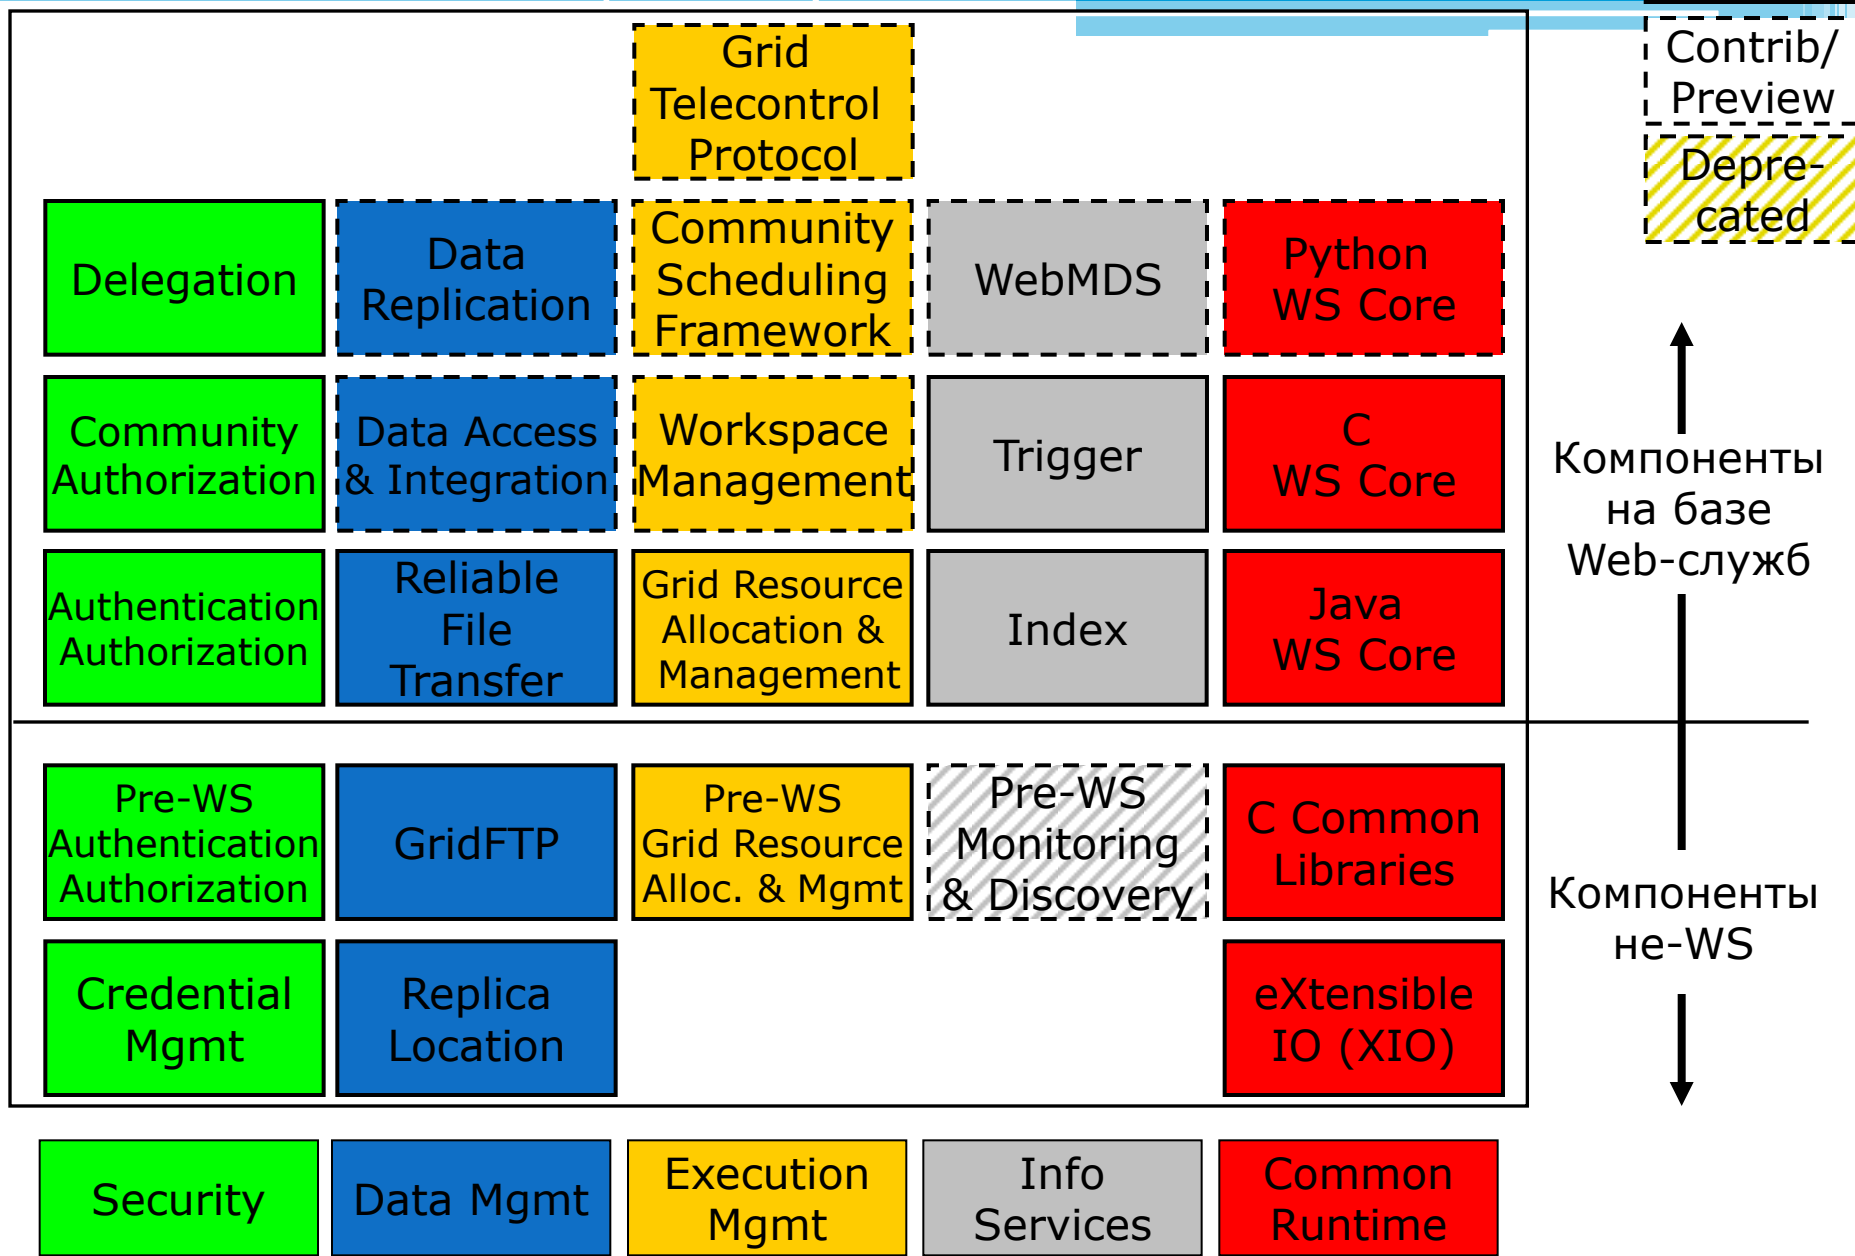 Grid
Telecontrol
Protocol
Contrib/
Preview
Depre-
cated
Delegation
Data
Replication
Community
Scheduling
Framework
WebMDS
Python
WS Core
Community
Authorization
Data Access
& Integration
Workspace
Management
Trigger
C
WS Core
Компоненты
на базе
Web-служб
Authentication
Authorization
Reliable
File
Transfer
Grid Resource
Allocation &
Management
Index
Java
WS Core
Pre-WS
Authentication
Authorization
GridFTP
Pre-WS
Grid Resource
Alloc. & Mgmt
Pre-WS
Monitoring
& Discovery
C Common
Libraries
Компоненты
не-WS
Credential
Mgmt
Replica
Location
eXtensible
IO (XIO)
Security
Data Mgmt
Execution
Mgmt
Info
Services
Common
Runtime